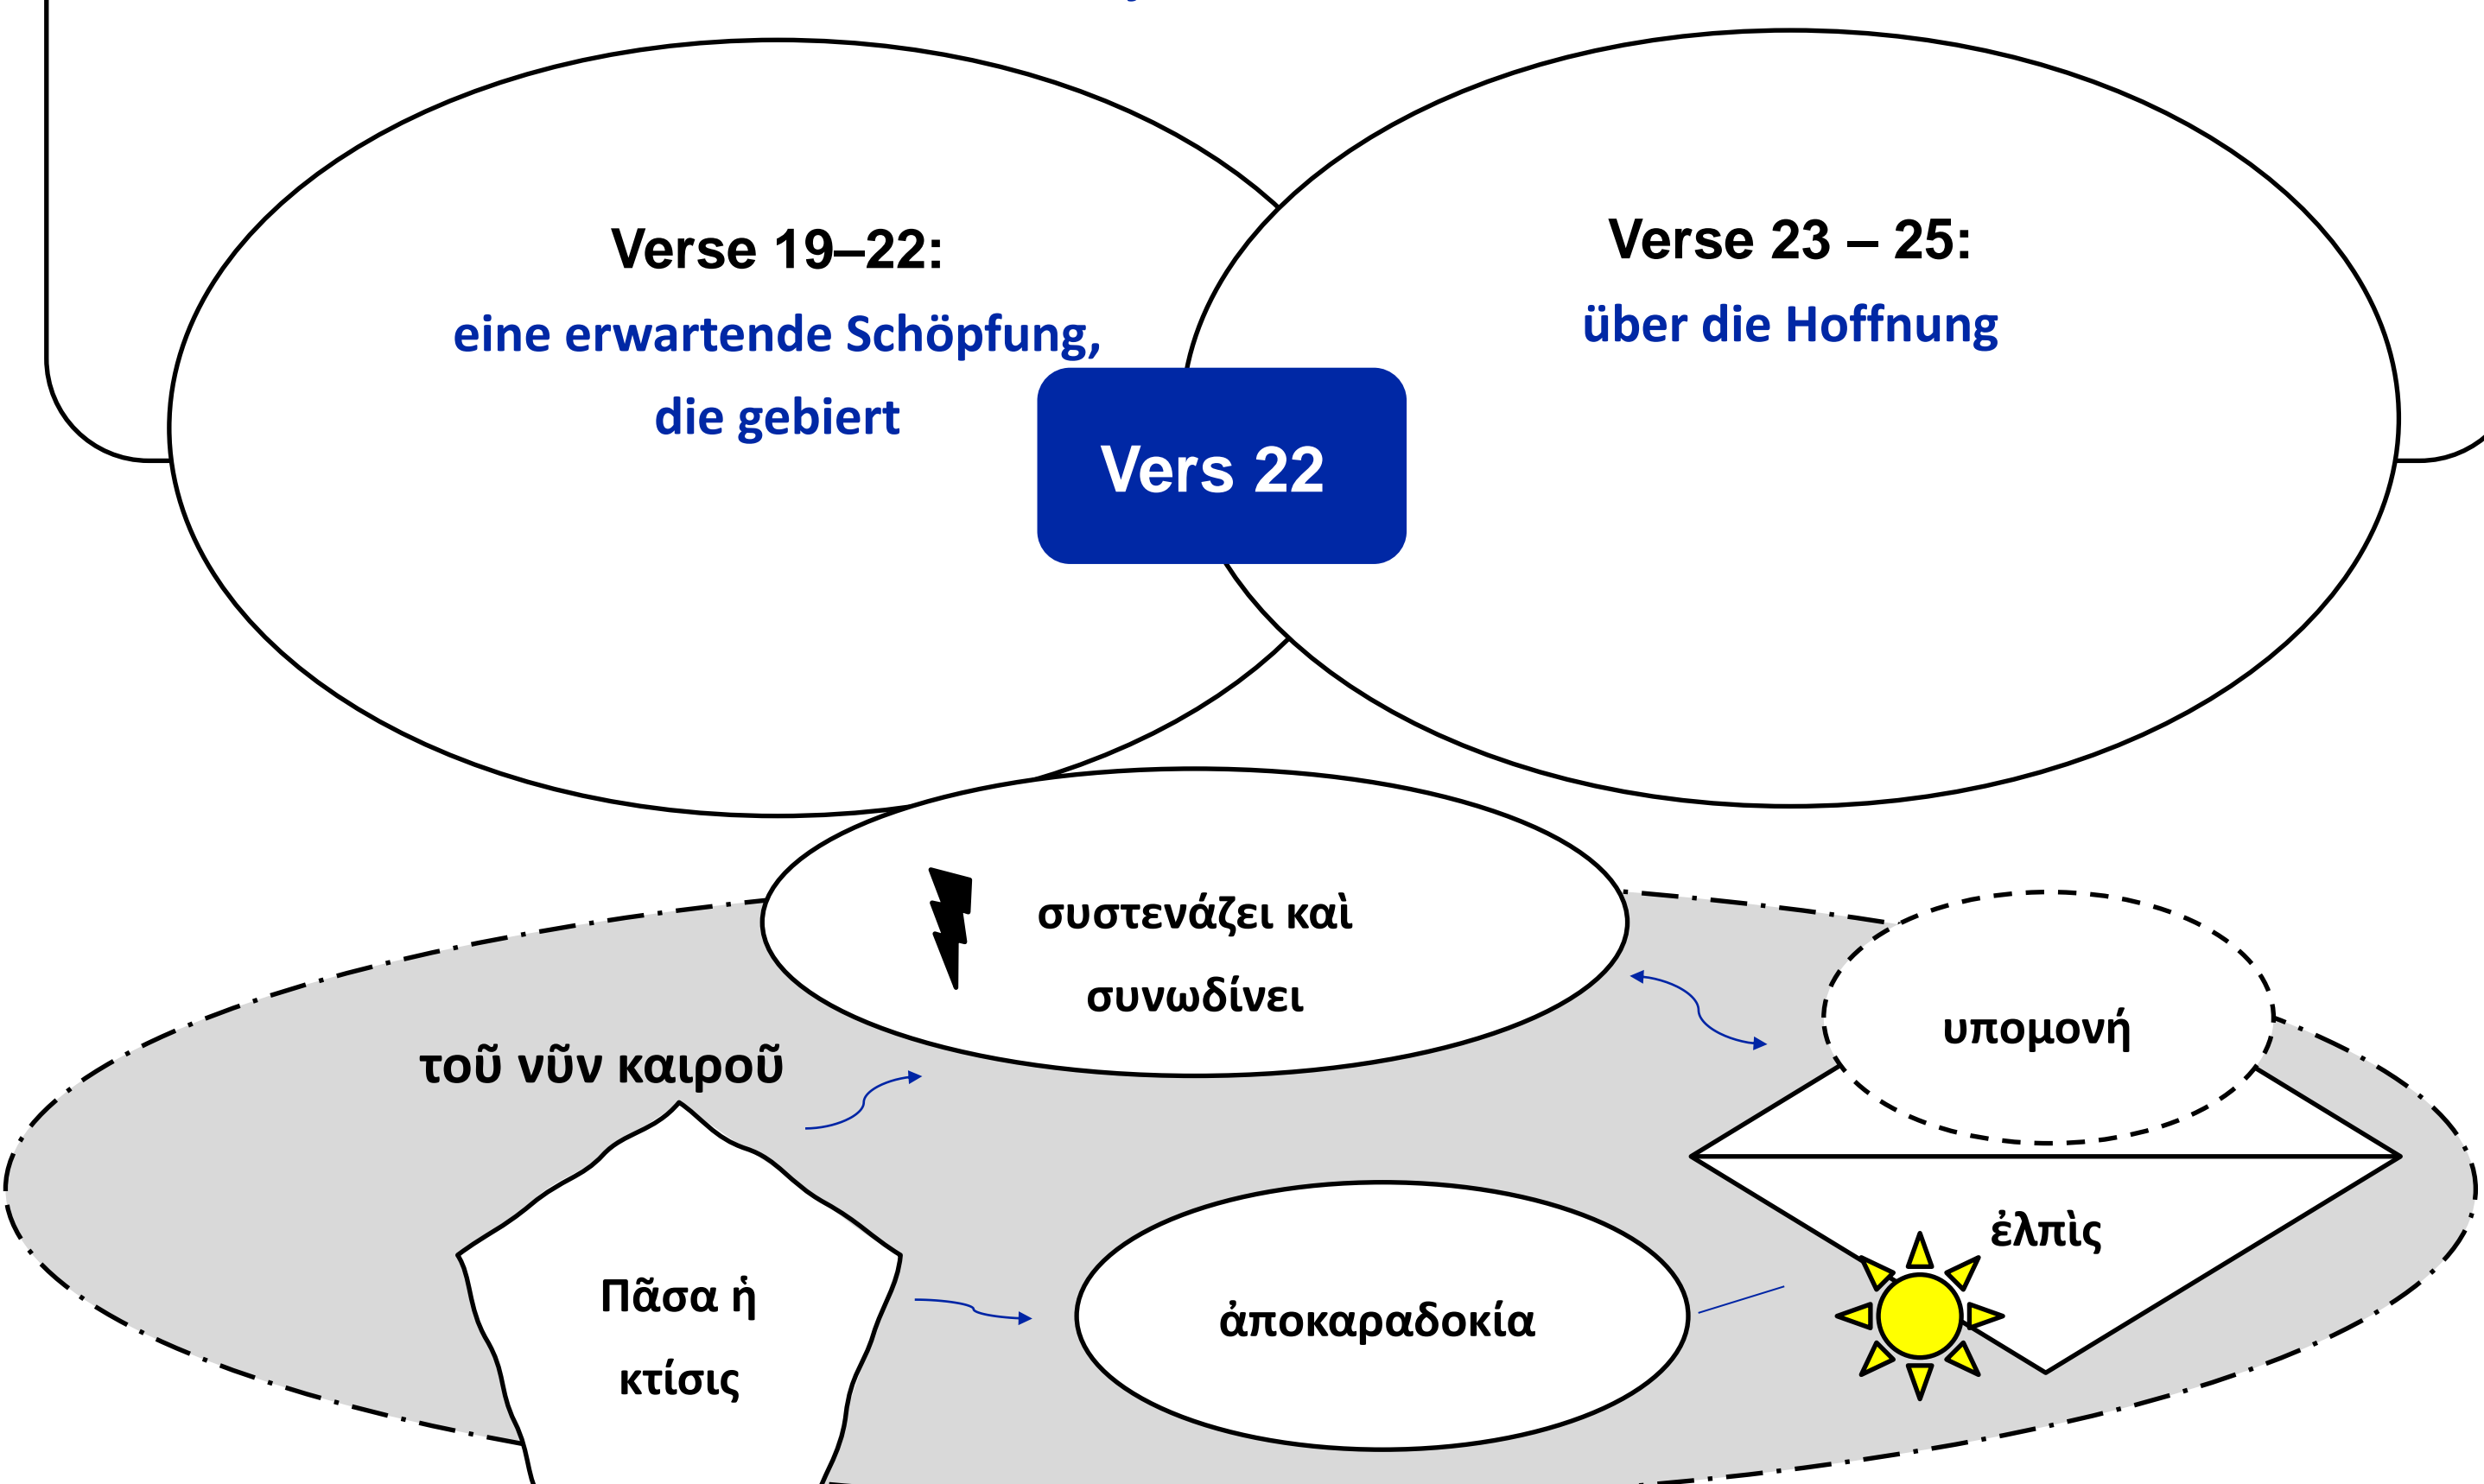 Verse 19–22:
eine erwartende Schöpfung,
die gebiert
Verse 23 – 25:
über die Hoffnung
Vers 22
συστενάζει καὶ
συνωδίνει
τοῦ νῦν καιροῦ
υπομονή
ἐλπὶς
Πᾶσα ἡ
κτίσις
ἀποκαραδοκία